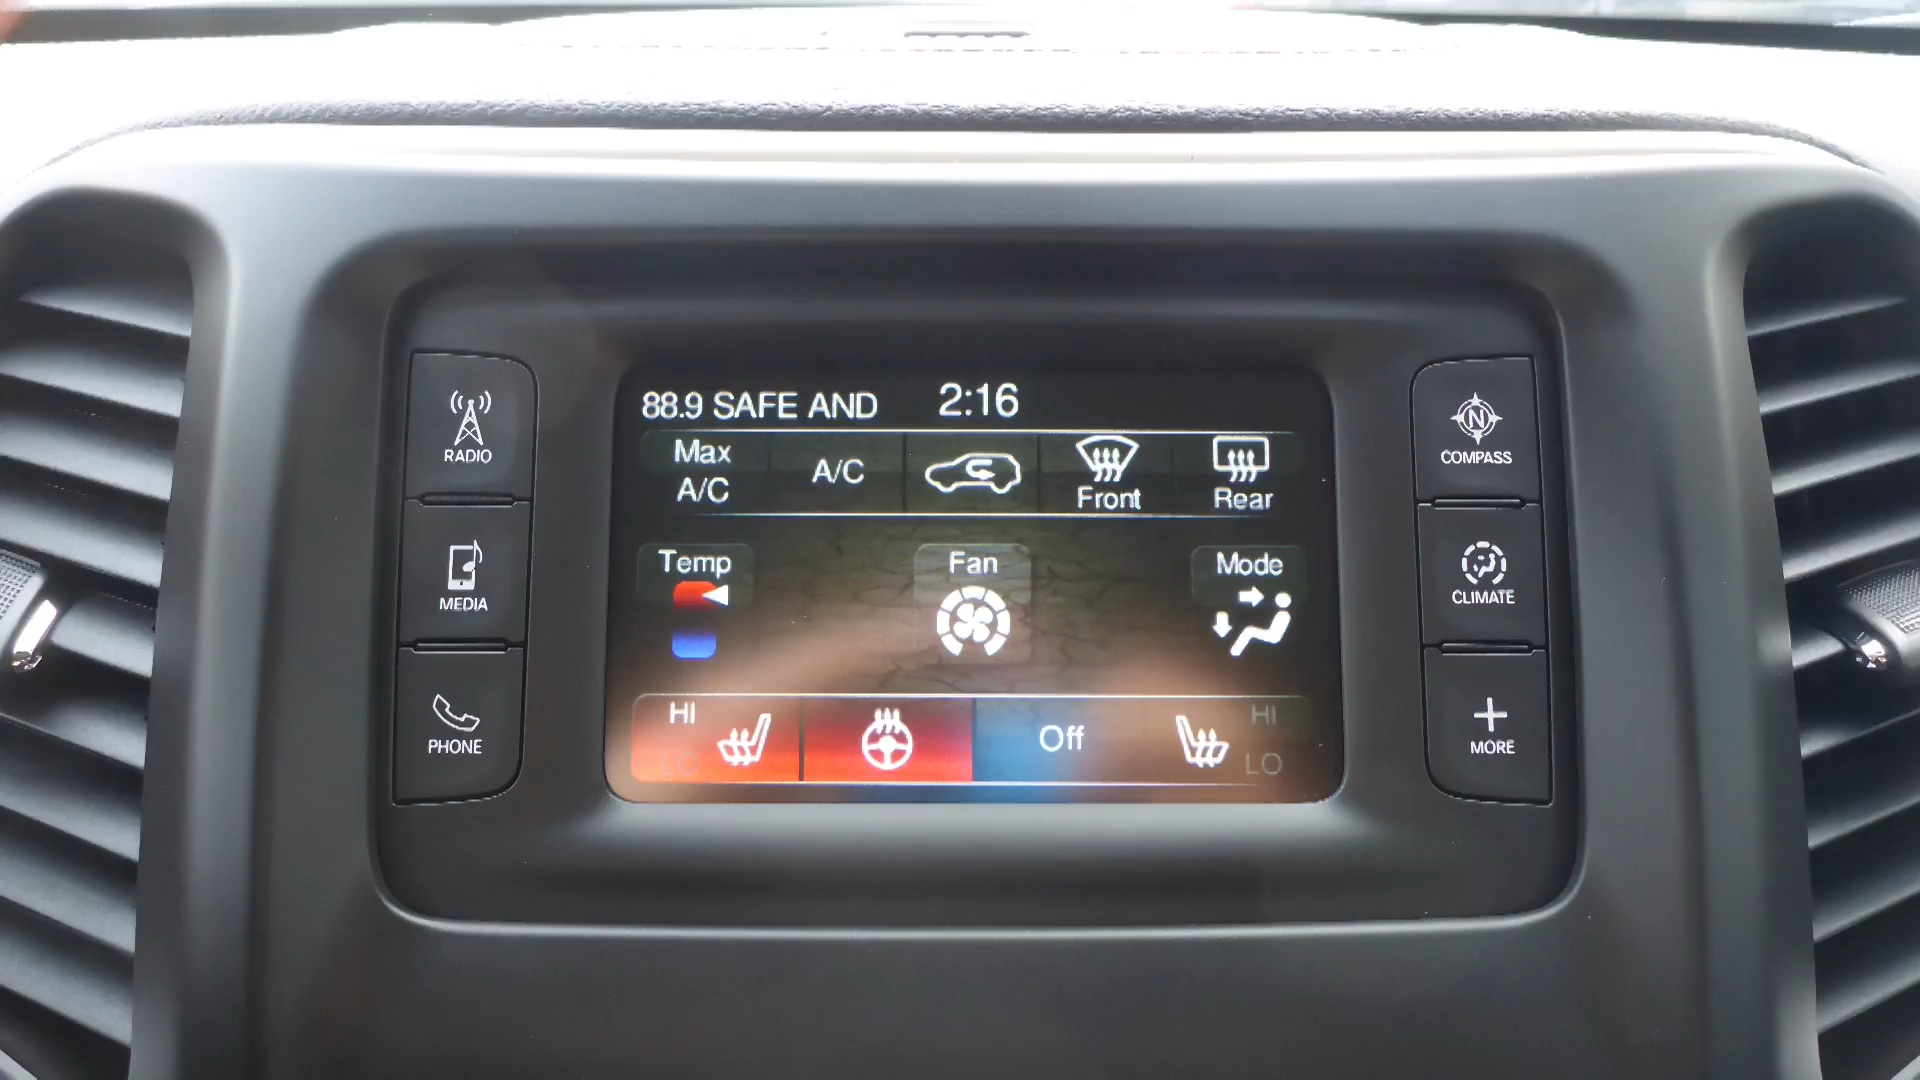 88.9 SAFE AND 2:16
Max A/C
A/C
Front
Rear
Temp
Fan
Mode
HI
LO
Off
HI
LO
RADIO
MEDIA
PHONE
N
COMPASS
CLIMATE
MORE